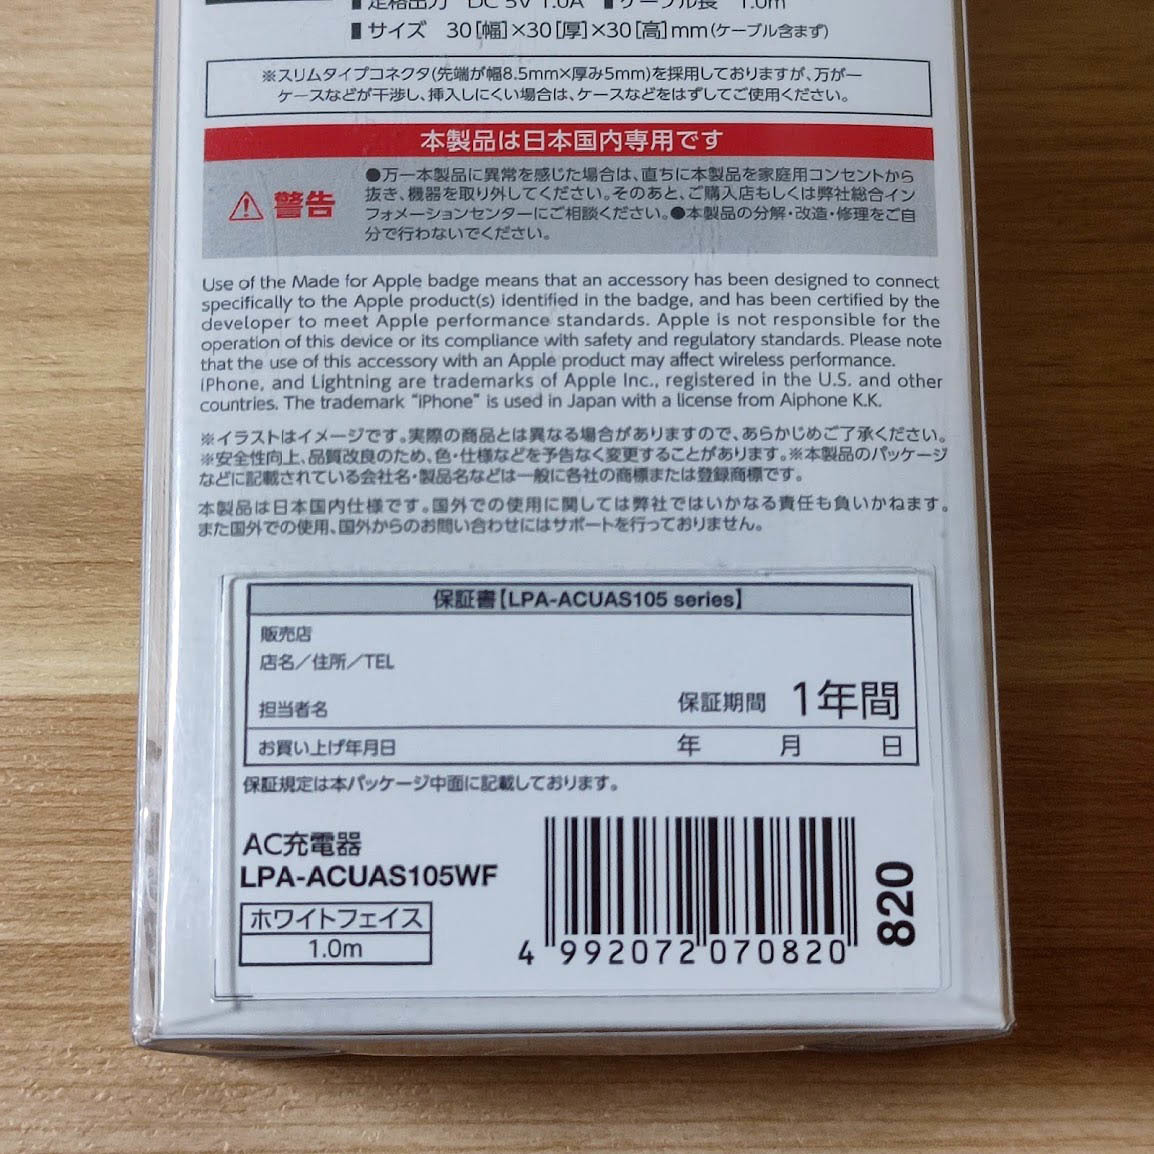 ▮定格出力 DC 5V 1.0A ▮ケーブル長 1.0m
▮サイズ 30[幅]×30[厚]×30[高]mm(ケーブル含まず)
※スリムタイプコネクタ(先端が幅8.5mm×厚み5mm)を採用しておりますが、万が一
ケースなどが干渉し、挿入しにくい場合は、ケースなどをはずしてご使用ください。
本製品は日本国内専用です
警告
●万一本製品に異常を感じた場合は、直ちに本製品を家庭用コンセントから
抜き、機器を取り外してください。そのあと、ご購入店もしくは弊社総合イン
フォメーションセンターにご相談ください。●本製品の分解・改造・修理をご自
分で行わないでください。
Use of the Made for Apple badge means that an accessory has been designed to connect
specifically to the Apple product(s) identified in the badge, and has been certified by the
developer to meet Apple performance standards. Apple is not responsible for the
operation of this device or its compliance with safety and regulatory standards. Please note
that the use of this accessory with an Apple product may affect wireless performance.
iPhone, and Lightning are trademarks of Apple Inc., registered in the U.S. and other
countries. The trademark "iPhone" is used in Japan with a license from Aiphone K.K.
※イラストはイメージです。実際の商品とは異なる場合がありますので、あらかじめご了承ください。
※安全性向上、品質改良のため、色・仕様などを予告なく変更することがあります。※本製品のパッケージ
などに記載されている会社名・製品名などは一般に各社の商標または登録商標です。
本製品は日本国内仕様です。国外での使用に関しては弊社ではいかなる責任も負いかねます。
また国外での使用、国外からのお問い合わせにはサポートを行っておりません。
保証書【LPA-ACUAS105 series】
販売店
店名／住所／TEL
担当者名
保証期間 1年間
お買い上げ年月日 年 月 日
保証規定は本パッケージ中面に記載しております。
AC充電器
LPA-ACUAS105WF
ホワイトフェイス
1.0m
4 992072 070820
820